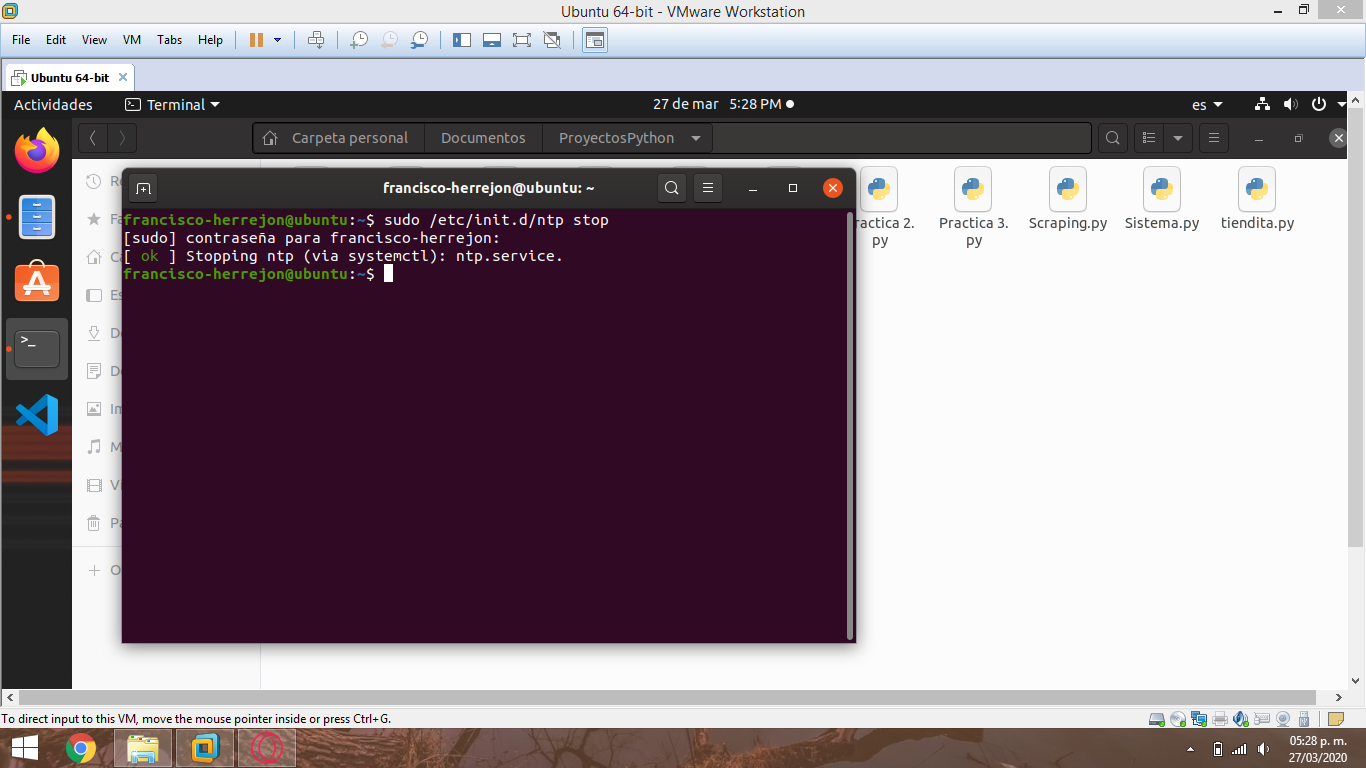 Ubuntu 64-bit - VMware Workstation
File Edit View VM Tabs Help
Ubuntu 64-bit
Actividades Terminal 27 de mar 5:28 PM es
Carpeta personal Documentos ProyectosPython
francisco-herrejon@ubuntu: ~
francisco-herrejon@ubuntu:~$ sudo /etc/init.d/ntp stop
[sudo] contraseña para francisco-herrejon:
[ ok ] Stopping ntp (via systemctl): ntp.service.
francisco-herrejon@ubuntu:~$
ractica 2. Practica 3. Scraping.py Sistema.py tiendita.py
py py
To direct input to this VM, move the mouse pointer inside or press Ctrl+G.
05:28 p. m.
27/03/2020